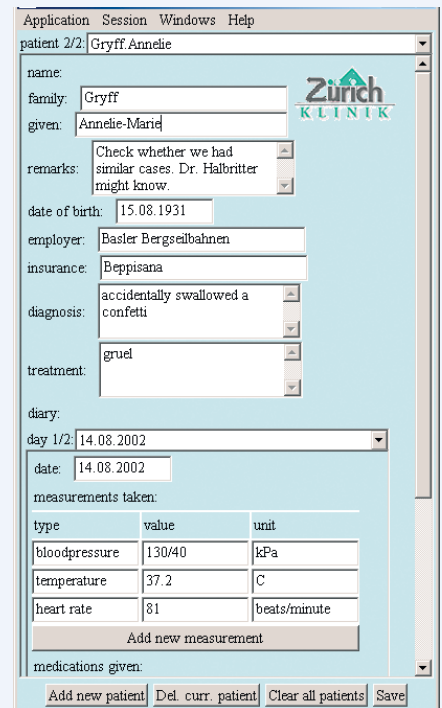 Application Session Windows Help
patient 2/2: Gryff.Annelie
name:
Zürich
KLINIK
family: Gryff
given: Annelie-Marie
remarks: Check whether we had
similar cases. Dr. Halbritter
might know.
date of birth: 15.08.1931
employer: Basler Bergseilbahnen
insurance: Beppisana
diagnosis: accidentally swallowed a
confetti
treatment: gruel
diary:
day 1/2: 14.08.2002
date: 14.08.2002
measurements taken:
type value unit
bloodpressure 130/40 kPa
temperature 37.2 C
heart rate 81 beats/minute
Add new measurement
medications given:
Add new patient Del. curr. patient Clear all patients Save